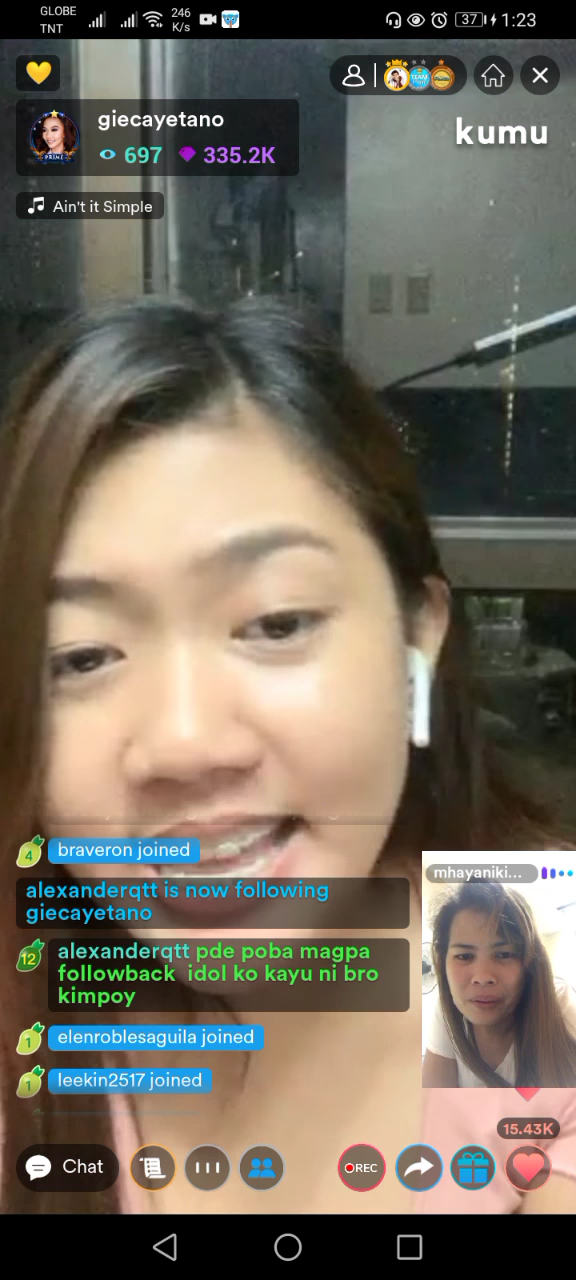 GLOBE
TNT
246
K/s
37
1:23
giecayetano
697
335.2K
PRIME
TEAM
kumu
Ain't it Simple
4
braveron joined
alexanderqtt is now following
giecayetano
12
alexanderqtt pde poba magpa
followback idol ko kayu ni bro
kimpoy
1
elenroblesaguila joined
1
leekin2517 joined
mhayaniki...
15.43K
Chat
REC